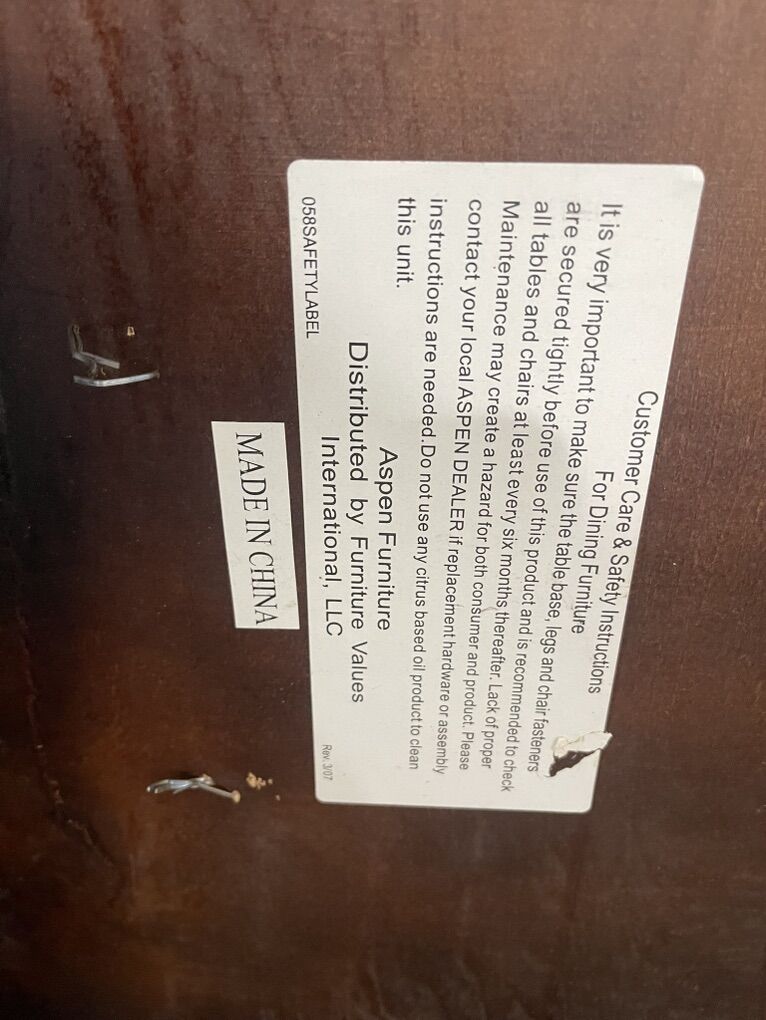 Customer Care & Safety Instructions
For Dining Furniture
It is very important to make sure the table base, legs and chair fasteners
are secured tightly before use of this product and is recommended to check
all tables and chairs at least every six months thereafter. Lack of proper
Maintenance may create a hazard for both consumer and product. Please
contact your local ASPEN DEALER if replacement hardware or assembly
instructions are needed.Do not use any citrus based oil product to clean
this unit.
Aspen Furniture
Distributed by Furniture Values
International, LLC
058SAFETYLABEL
Rev. 3/07
MADE IN CHINA